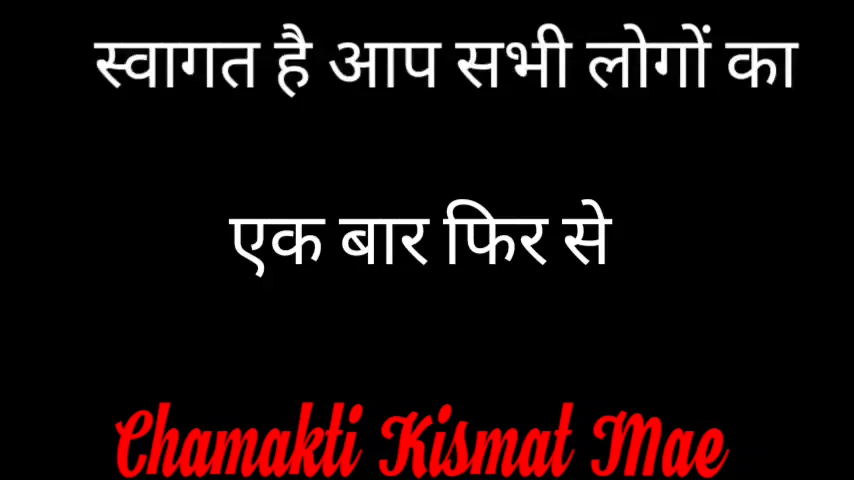 स्वागत है आप सभी लोगों का
एक बार फिर से
Chamakti Kismat Mae